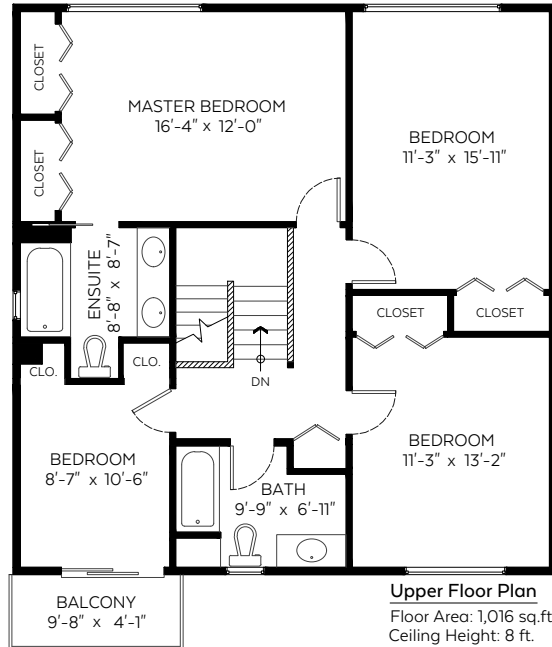 CLOSET
MASTER BEDROOM
16'-4" x 12'-0"
BEDROOM
11'-3" x 15'-11"
CLOSET
ENSUITE
8'-8" x 8'-7"
CLOSET
CLOSET
CLO.
CLO.
DN
BEDROOM
8'-7" x 10'-6"
BEDROOM
11'-3" x 13'-2"
BATH
9'-9" x 6'-11"
BALCONY
9'-8" x 4'-1"
Upper Floor Plan
Floor Area: 1,016 sq.ft
Ceiling Height: 8 ft.